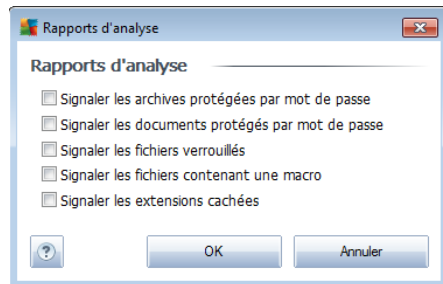 Rapports d'analyse
Rapports d'analyse
Signaler les archives protégées par mot de passe
Signaler les documents protégés par mot de passe
Signaler les fichiers verrouillés
Signaler les fichiers contenant une macro
Signaler les extensions cachées
? OK Annuler